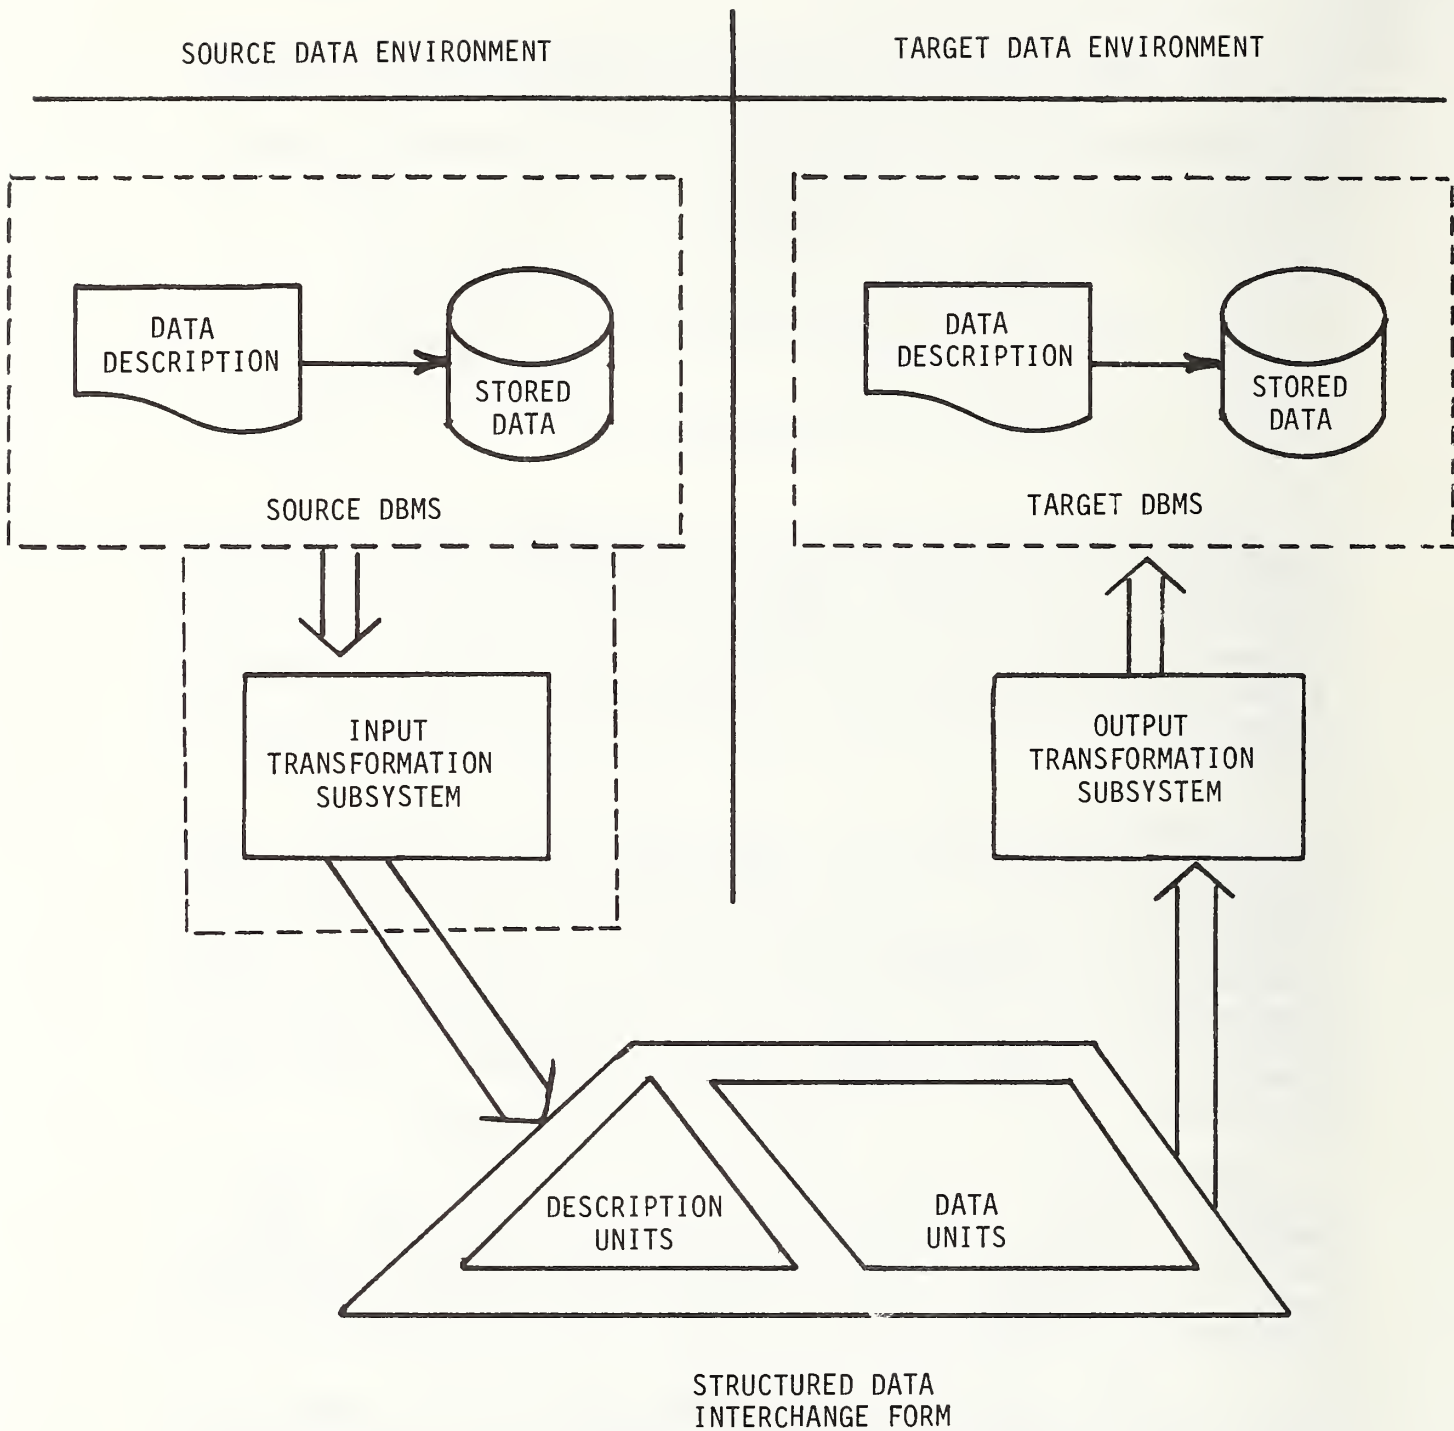 SOURCE DATA ENVIRONMENT
TARGET DATA ENVIRONMENT
DATA
DESCRIPTION
STORED
DATA
SOURCE DBMS
DATA
DESCRIPTION
STORED
DATA
TARGET DBMS
INPUT
TRANSFORMATION
SUBSYSTEM
OUTPUT
TRANSFORMATION
SUBSYSTEM
DESCRIPTION
UNITS
DATA
UNITS
STRUCTURED DATA
INTERCHANGE FORM